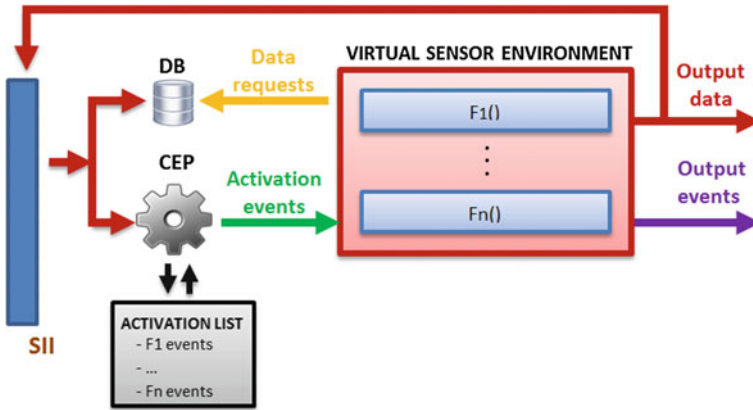 VIRTUAL SENSOR ENVIRONMENT
DB
Data
requests
Output
data
F1()
⋮
CEP
Activation
events
Output
events
Fn()
SII
ACTIVATION LIST
- F1 events
- ...
- Fn events